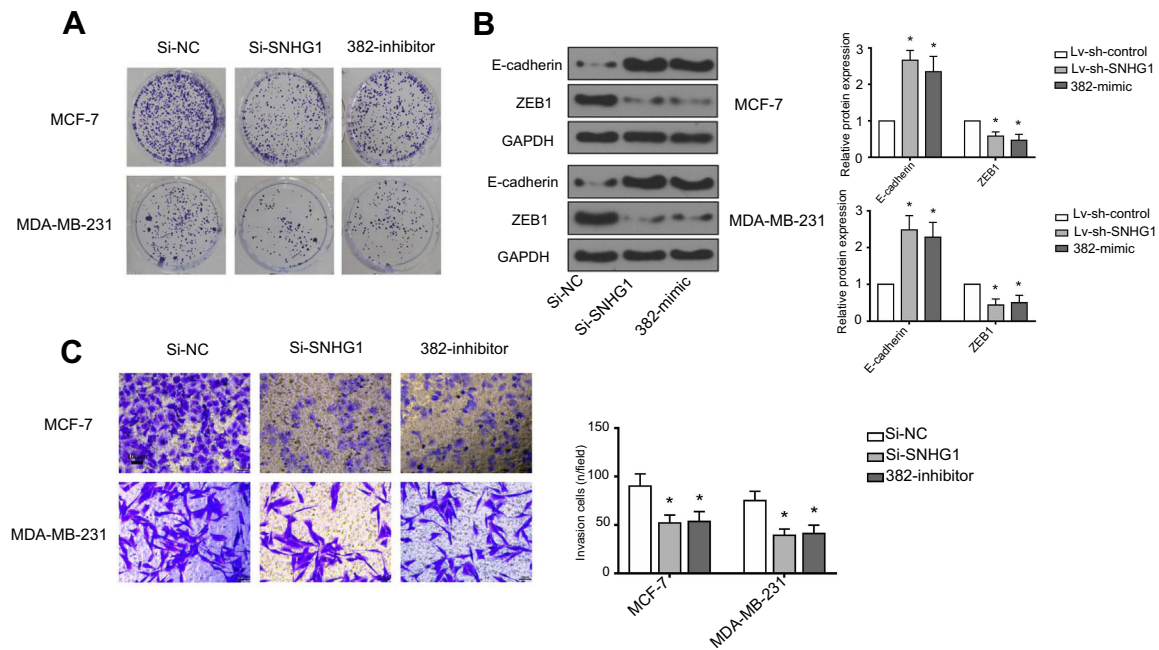 A
Si-NC Si-SNHG1 382-inhibitor
MCF-7
MDA-MB-231
B
E-cadherin
ZEB1
GAPDH
MCF-7
E-cadherin
ZEB1
GAPDH
MDA-MB-231
Si-NC Si-SNHG1 382-mimic
Relative protein expression
3
2
1
0
* *
* *
E-cadherin ZEB1
Lv-sh-control
Lv-sh-SNHG1
382-mimic
Relative protein expression
3
2
1
0
* *
* *
E-cadherin ZEB1
Lv-sh-control
Lv-sh-SNHG1
382-mimic
C
Si-NC Si-SNHG1 382-inhibitor
MCF-7
MDA-MB-231
Invasion cells (n/field)
150
100
50
0
* *
* *
MCF-7 MDA-MB-231
Si-NC
Si-SNHG1
382-inhibitor